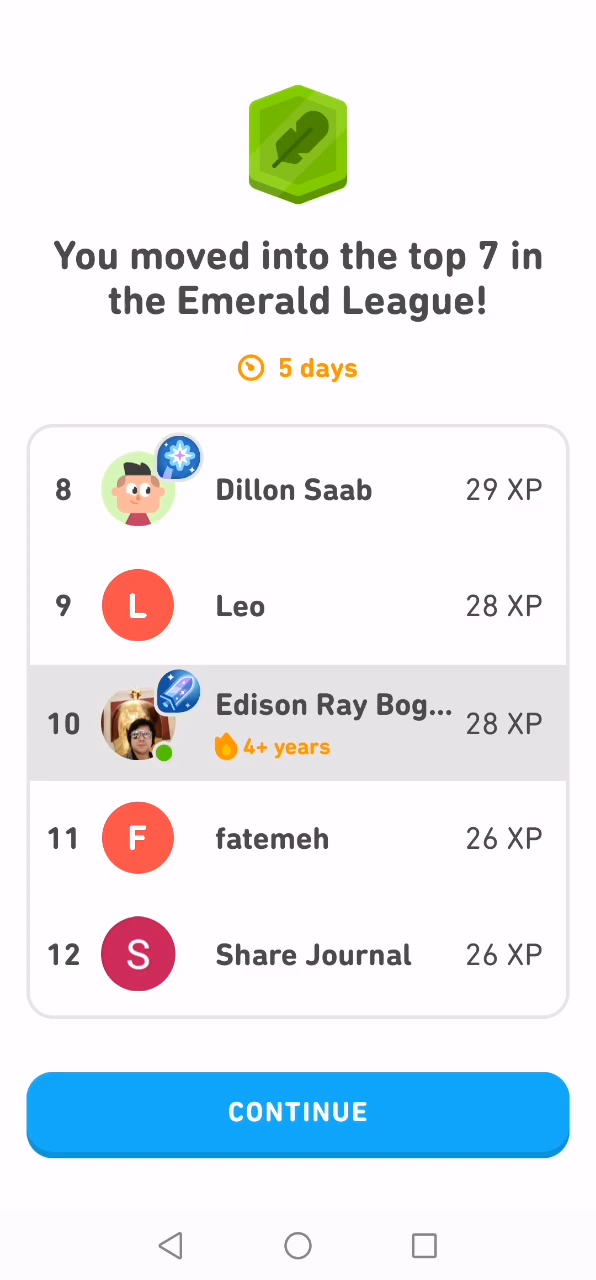 You moved into the top 7 in
the Emerald League!
5 days
8 Dillon Saab 29 XP
9 L Leo 28 XP
10 Edison Ray Bog... 28 XP
4+ years
11 F fatemeh 26 XP
12 S Share Journal 26 XP
CONTINUE